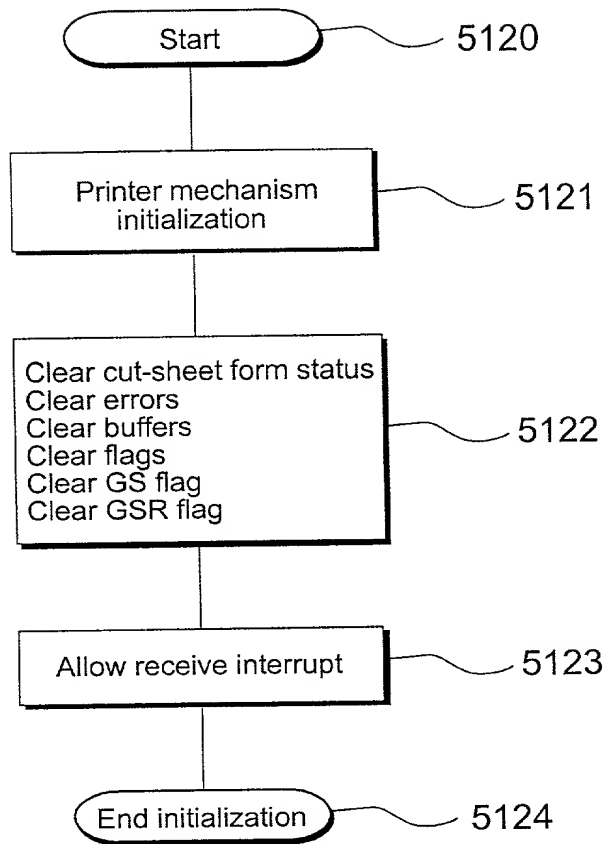 Start
5120
Printer mechanism
initialization
5121
Clear cut-sheet form status
Clear errors
Clear buffers
Clear flags
Clear GS flag
Clear GSR flag
5122
Allow receive interrupt
5123
End initialization
5124